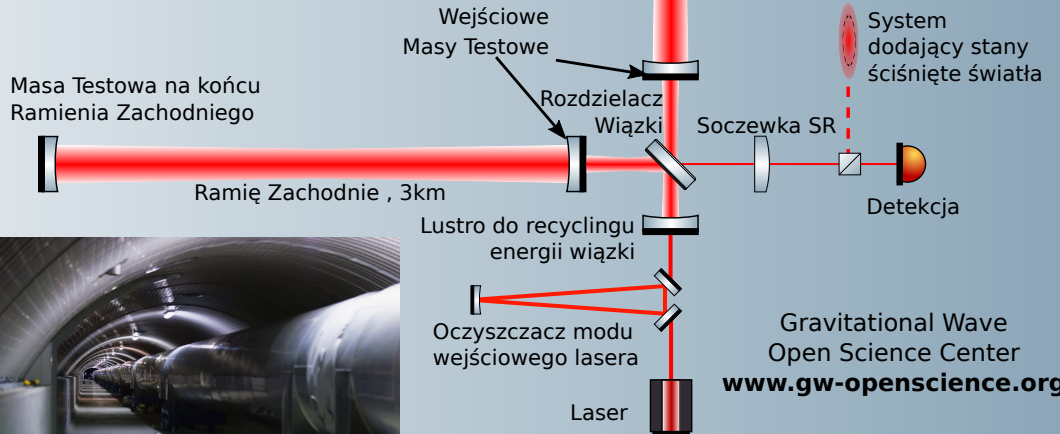 Wejściowe
Masy Testowe
System
dodający stany
ściśnięte światła
Masa Testowa na końcu
Ramienia Zachodniego
Rozdzielacz
Wiązki
Soczewka SR
Ramię Zachodnie , 3km
Detekcja
Lustro do recyclingu
energii wiązki
Oczyszczacz modu
wejściowego lasera
Laser
Gravitational Wave
Open Science Center
www.gw-openscience.org